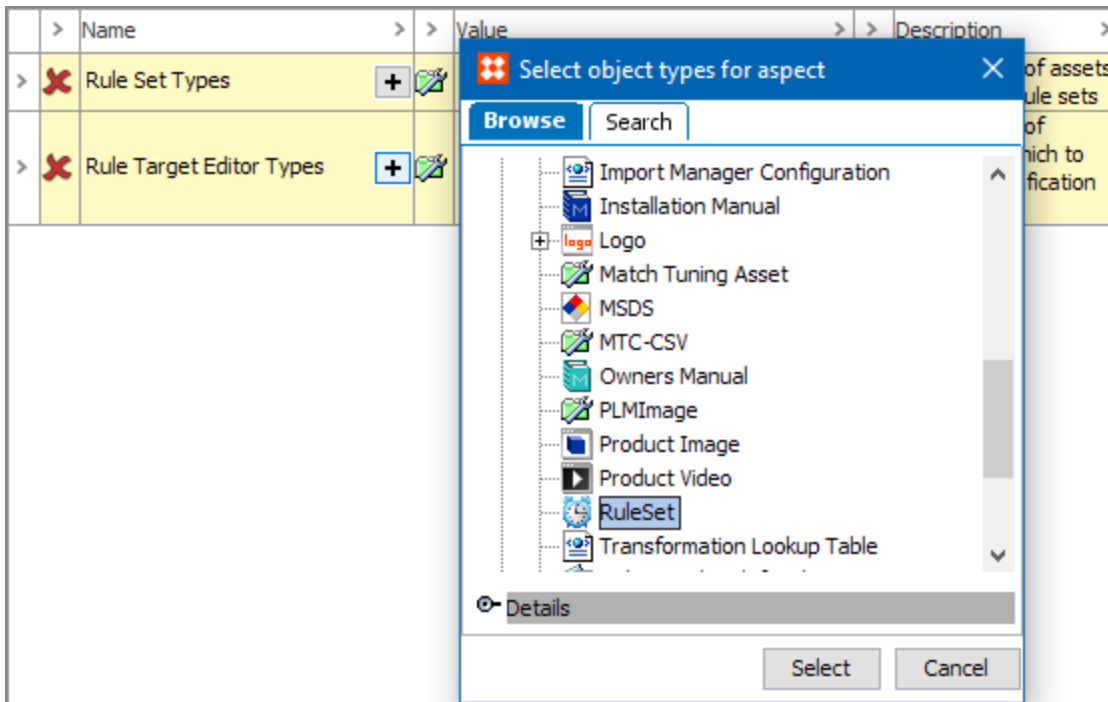 > Name > > Value > > Description >
> Rule Set Types + of assets
ule sets
> Rule Target Editor Types + of
hich to
fication
Select object types for aspect
Browse Search
Import Manager Configuration
Installation Manual
logo Logo
Match Tuning Asset
MSDS
MTC-CSV
Owners Manual
PLMImage
Product Image
Product Video
RuleSet
Transformation Lookup Table
Details
Select Cancel